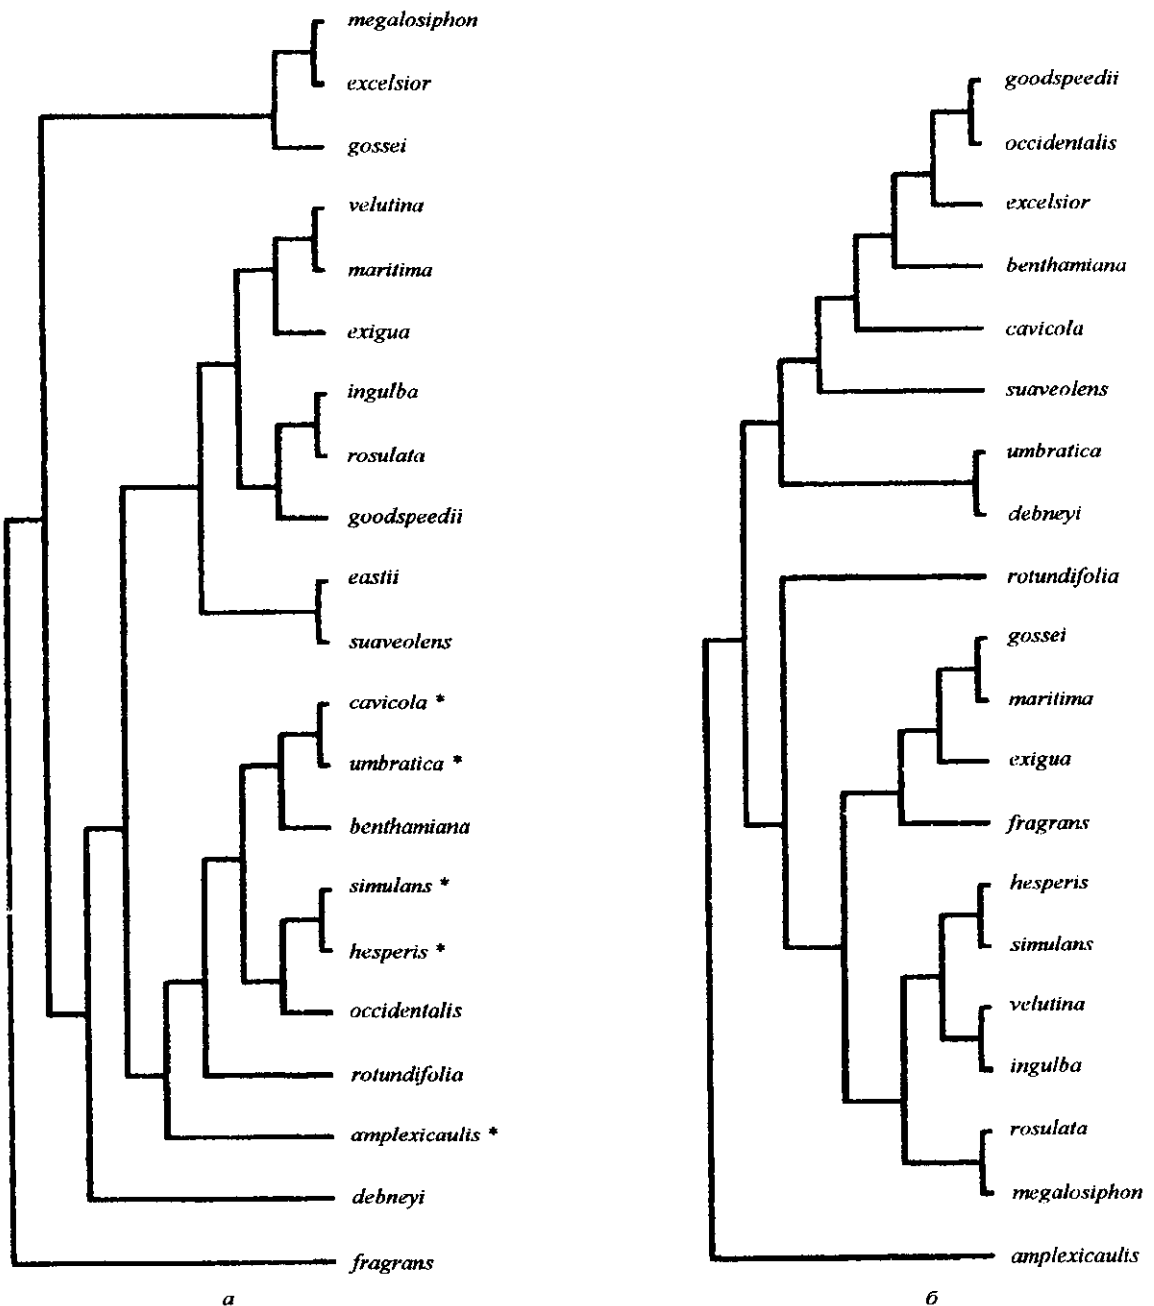 megalosiphon
excelsior
gossei
velutina
maritima
exigua
ingulba
rosulata
goodspeedii
eastii
suaveolens
cavicola *
umbratica *
benthamiana
simulans *
hesperis *
occidentalis
rotundifolia
amplexicaulis *
debneyi
fragrans
а
goodspeedii
occidentalis
excelsior
benthamiana
cavicola
suaveolens
umbratica
debneyi
rotundifolia
gossei
maritima
exigua
fragrans
hesperis
simulans
velutina
ingulba
rosulata
megalosiphon
amplexicaulis
б